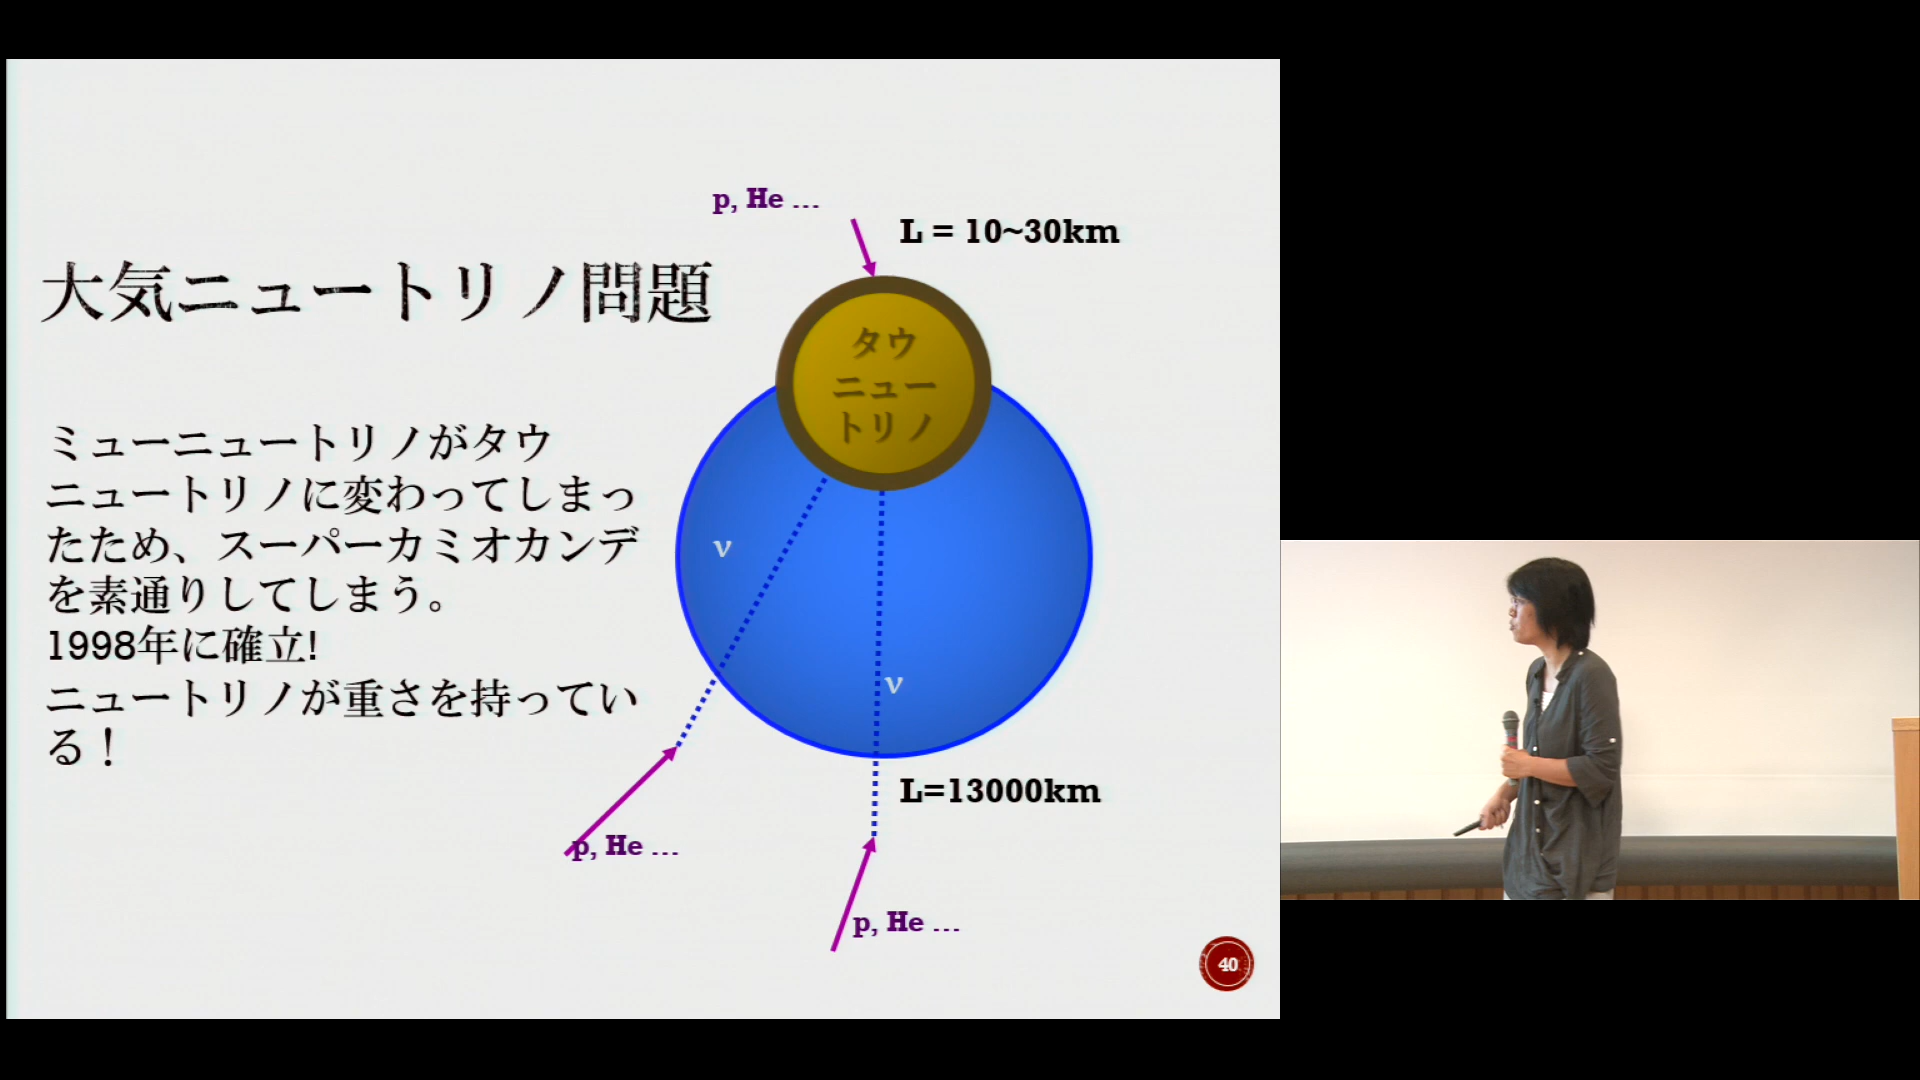 大気ニュートリノ問題
ミューニュートリノがタウ
ニュートリノに変わってしまっ
たため、スーパーカミオカンデ
を素通りしてしまう。
1998年に確立!
ニュートリノが重さを持ってい
る！
p, He ...
L = 10~30km
タウ
ニュー
トリノ
ν
ν
L=13000km
p, He ...
p, He ...
40